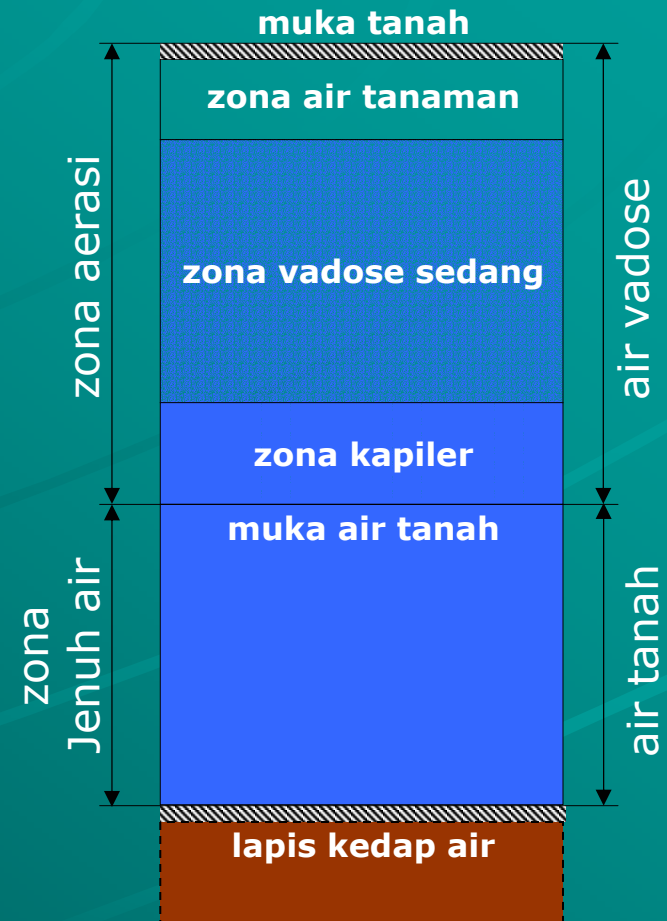 muka tanah
zona air tanaman
zona aerasi
zona vadose sedang
air vadose
zona kapiler
muka air tanah
zona
Jenuh air
air tanah
lapis kedap air